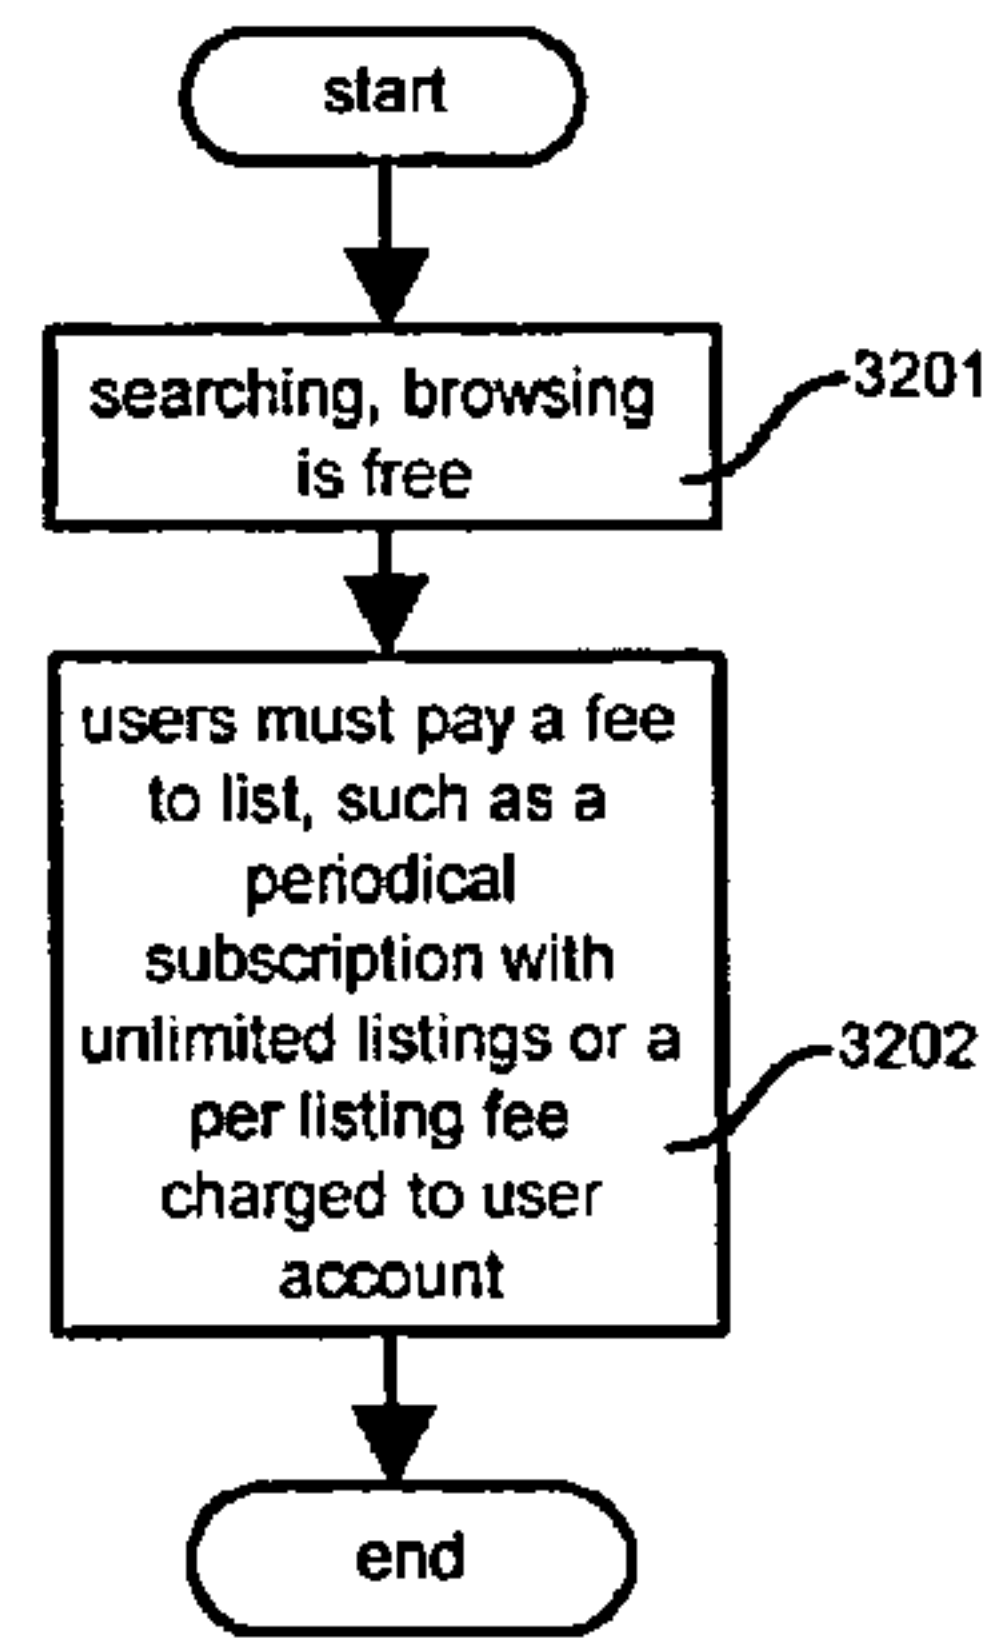 start
searching, browsing
is free
3201
users must pay a fee
to list, such as a
periodical
subscription with
unlimited listings or a
per listing fee
charged to user
account
3202
end